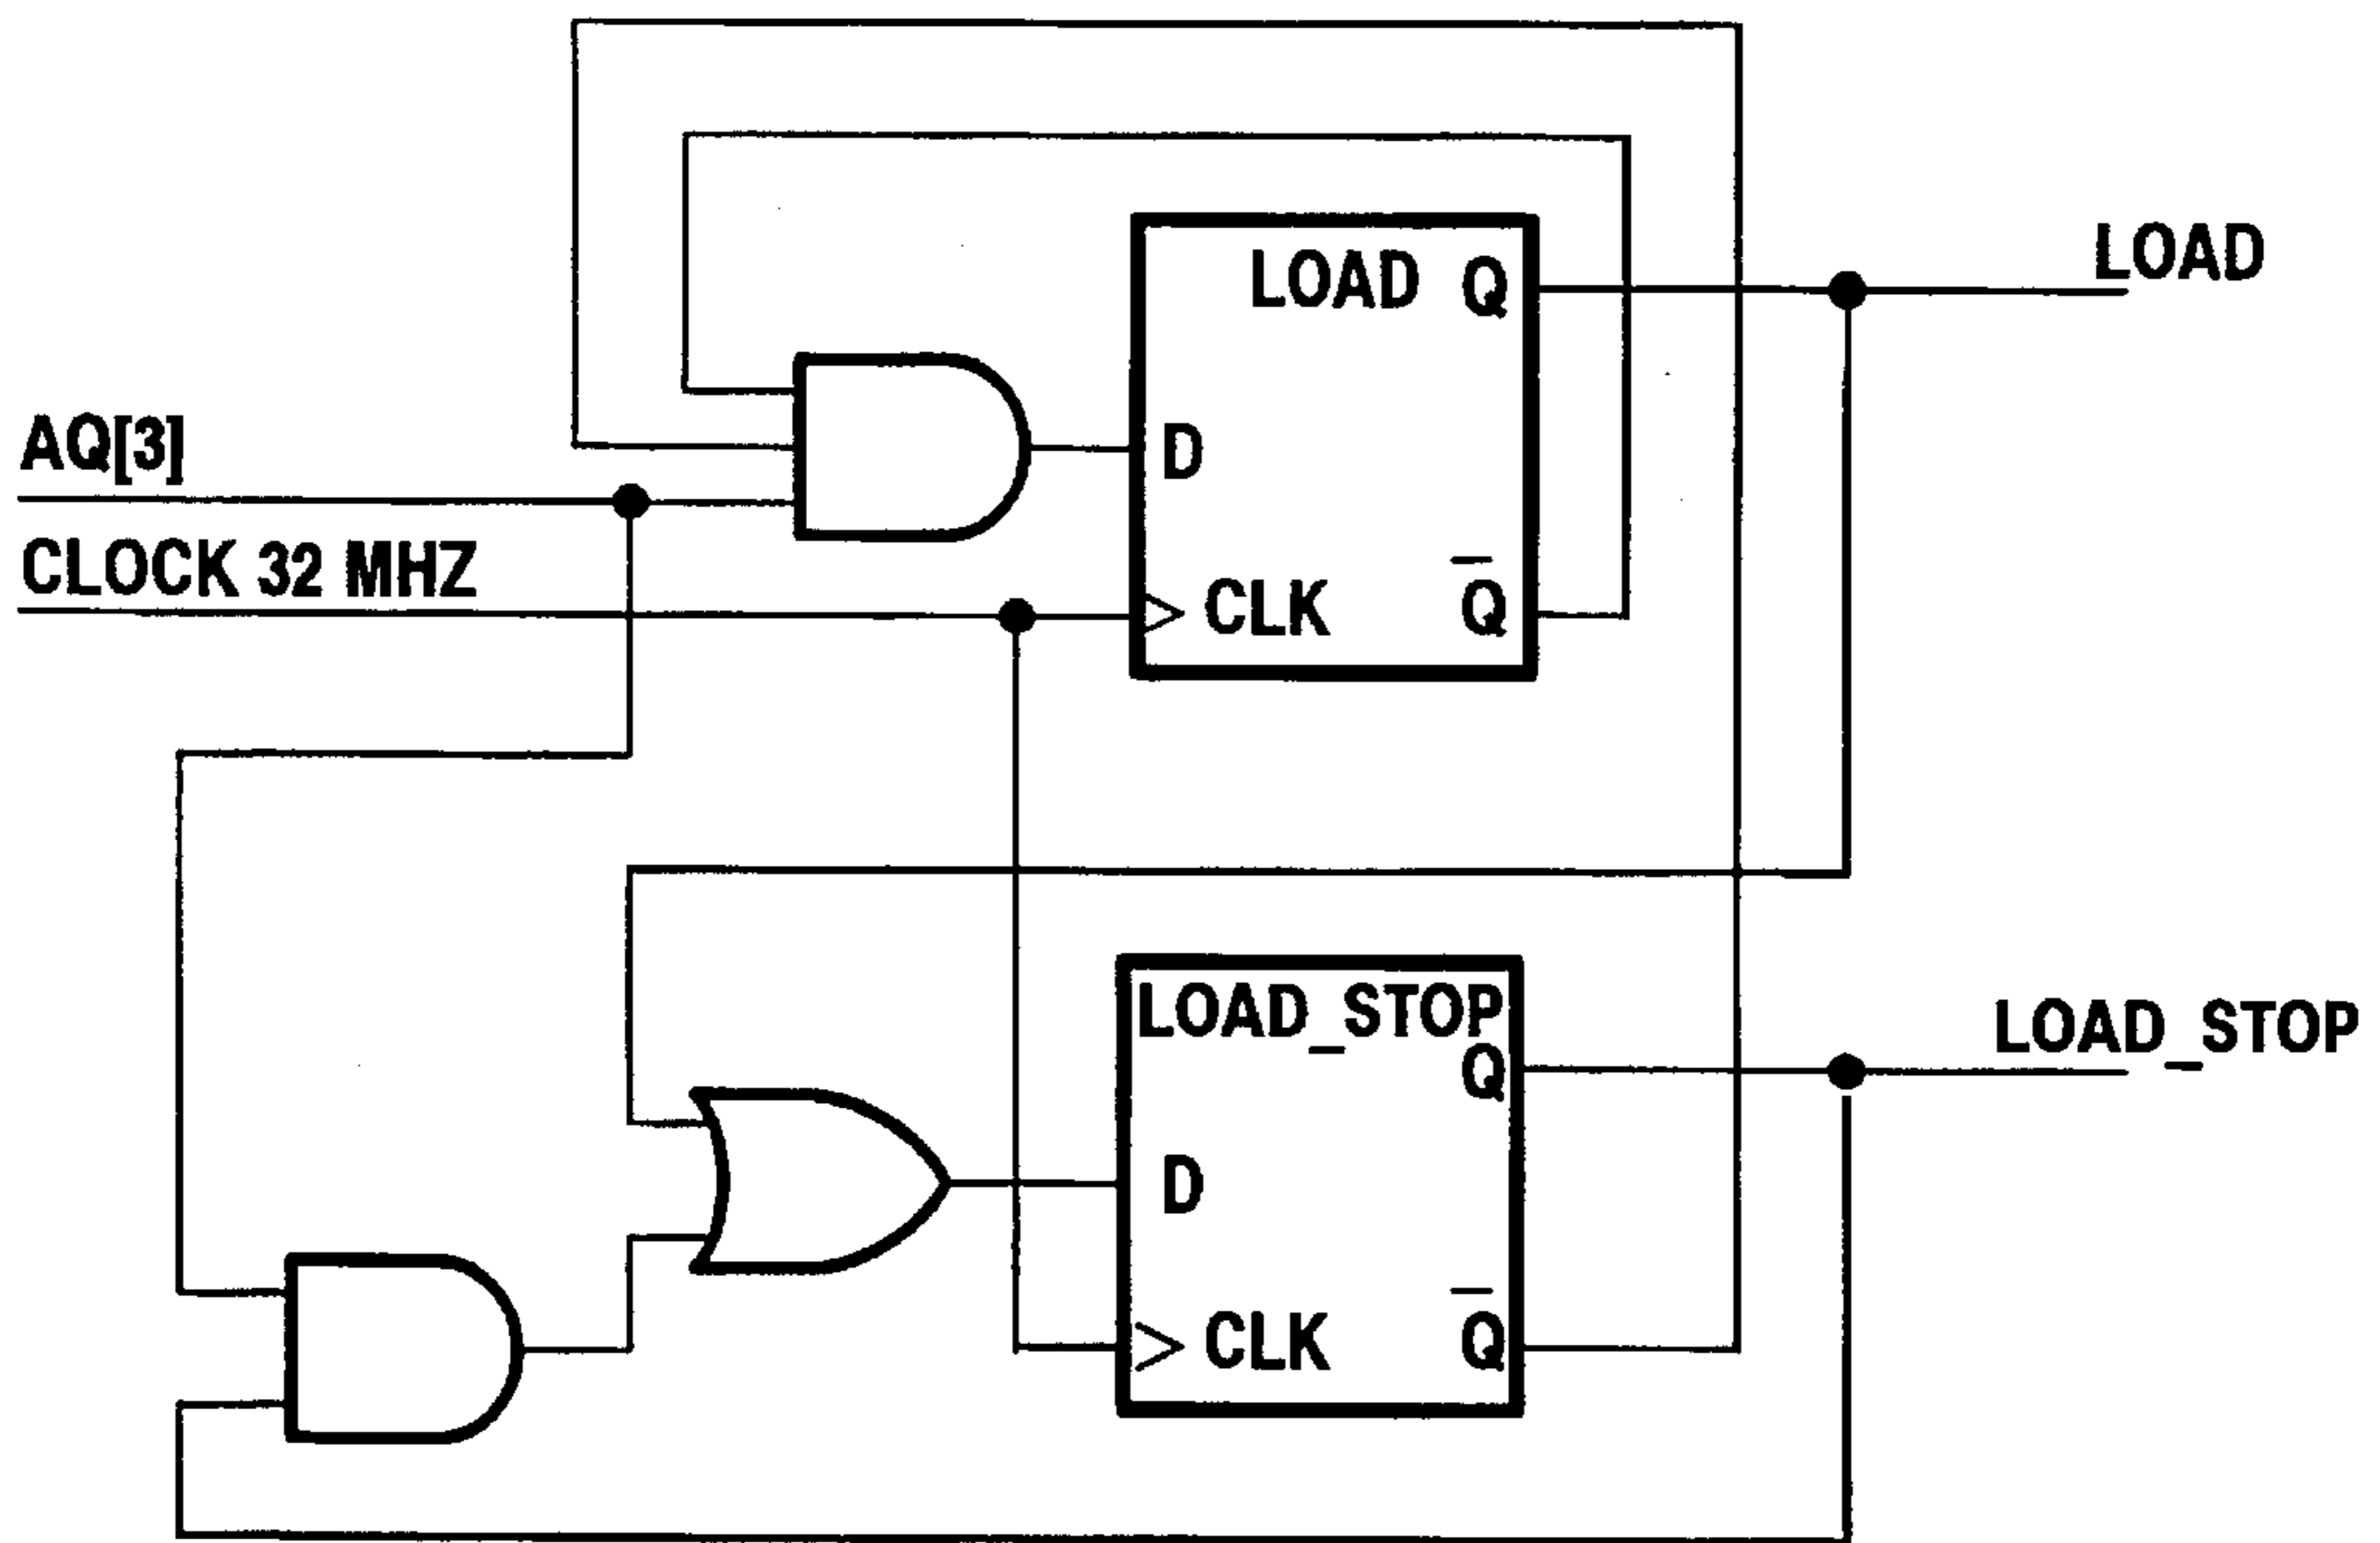 LOAD Q
LOAD
AQ[3]
D
CLOCK 32 MHZ
CLK Q̅
LOAD_STOP
Q
LOAD_STOP
D
CLK Q̅